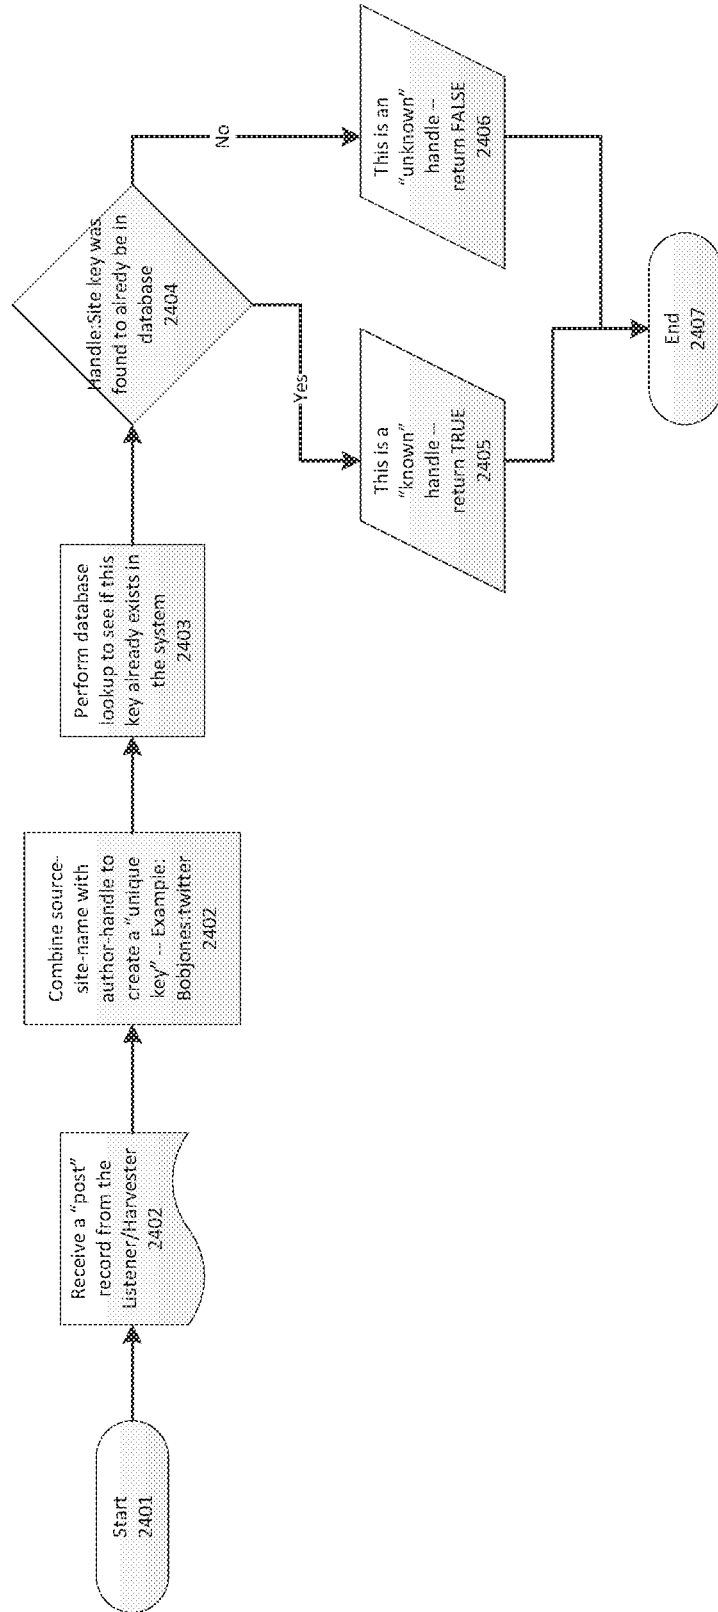 Start
2401
Receive a “post”
record from the
Listener/Harvester
2402
Combine source-
site-name with
author-handle to
create a “unique
key” -- Example:
Bobjones:twitter
2402
Perform database
lookup to see if this
key already exists in
the system
2403
Handle:Site key was
found to alredy be in
database
2404
Yes
No
This is a
“known”
handle --
return TRUE
2405
This is an
“unknown”
handle --
return FALSE
2406
End
2407